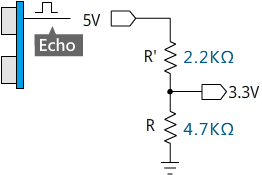 5V
Echo
R' 2.2KΩ
3.3V
R 4.7KΩ